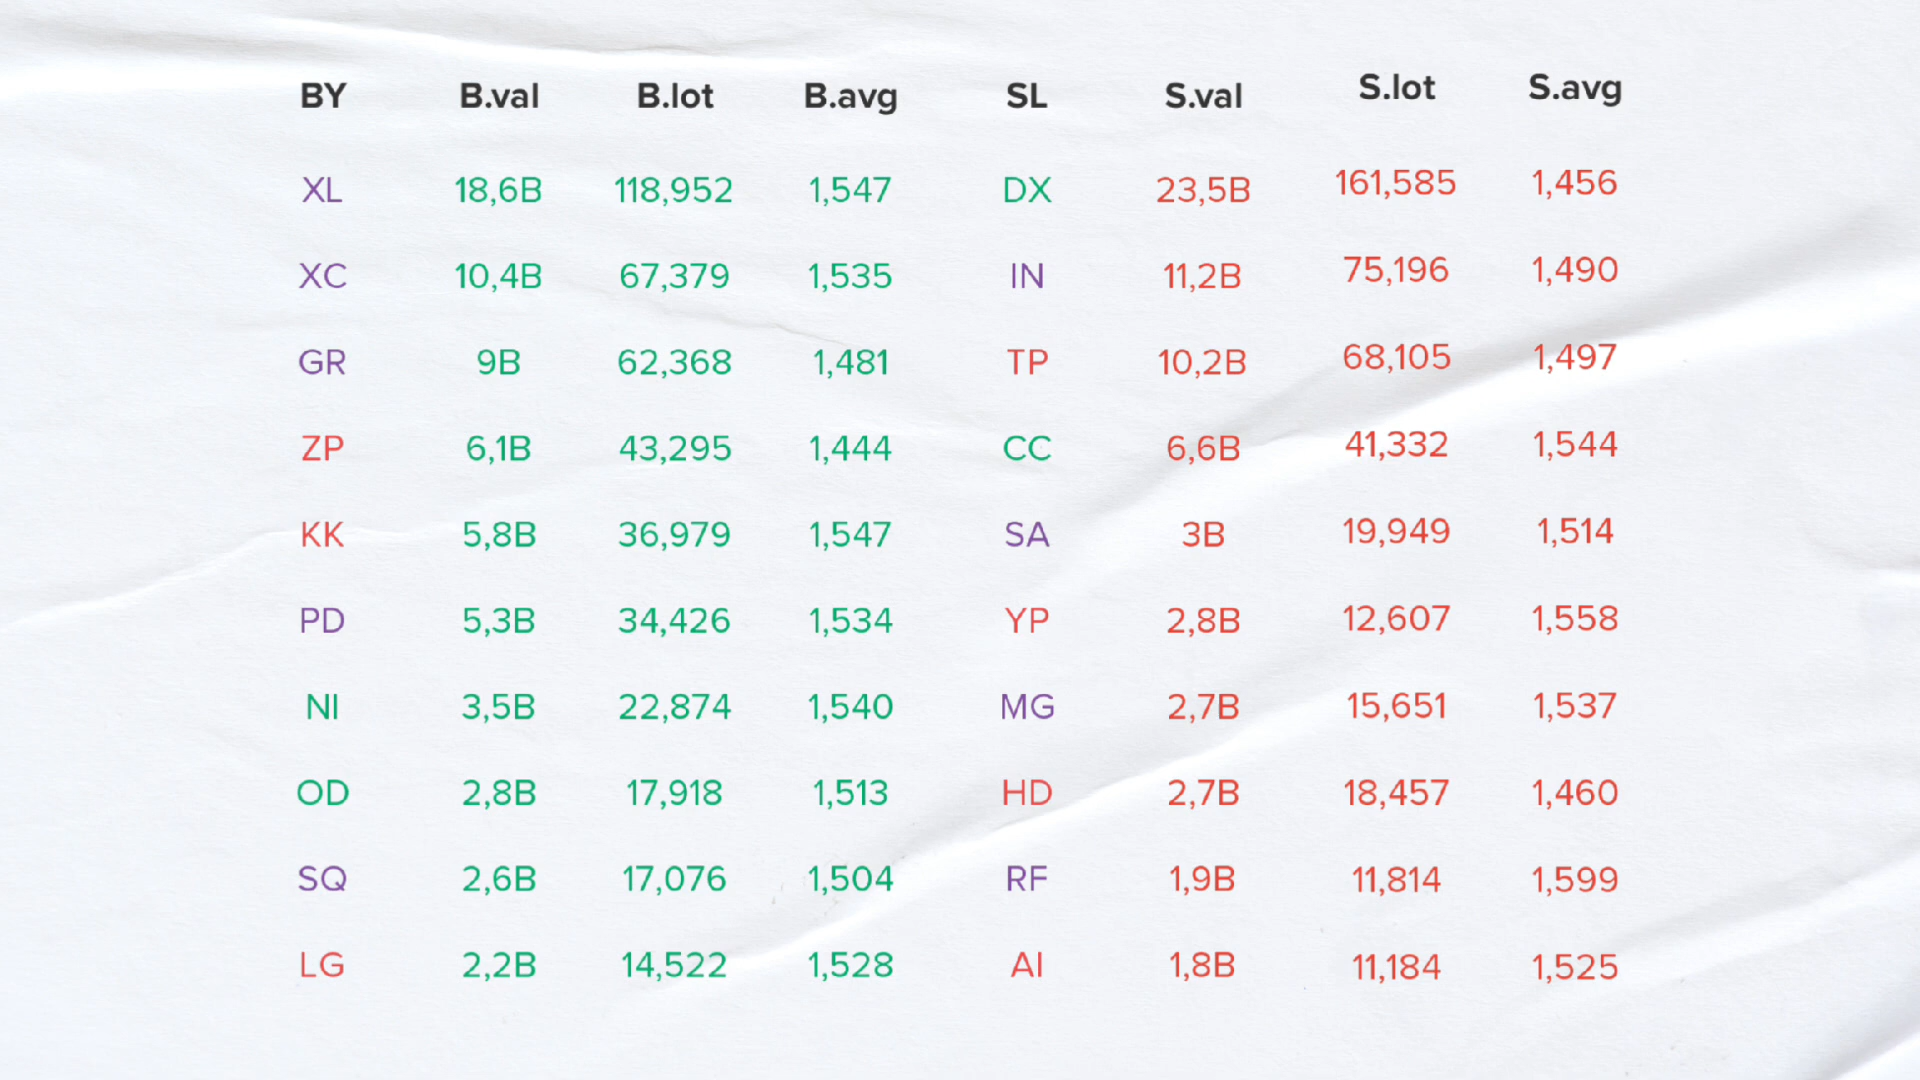 BY B.val B.lot B.avg SL S.val S.lot S.avg
XL 18,6B 118,952 1,547 DX 23,5B 161,585 1,456
XC 10,4B 67,379 1,535 IN 11,2B 75,196 1,490
GR 9B 62,368 1,481 TP 10,2B 68,105 1,497
ZP 6,1B 43,295 1,444 CC 6,6B 41,332 1,544
KK 5,8B 36,979 1,547 SA 3B 19,949 1,514
PD 5,3B 34,426 1,534 YP 2,8B 12,607 1,558
NI 3,5B 22,874 1,540 MG 2,7B 15,651 1,537
OD 2,8B 17,918 1,513 HD 2,7B 18,457 1,460
SQ 2,6B 17,076 1,504 RF 1,9B 11,814 1,599
LG 2,2B 14,522 1,528 AI 1,8B 11,184 1,525